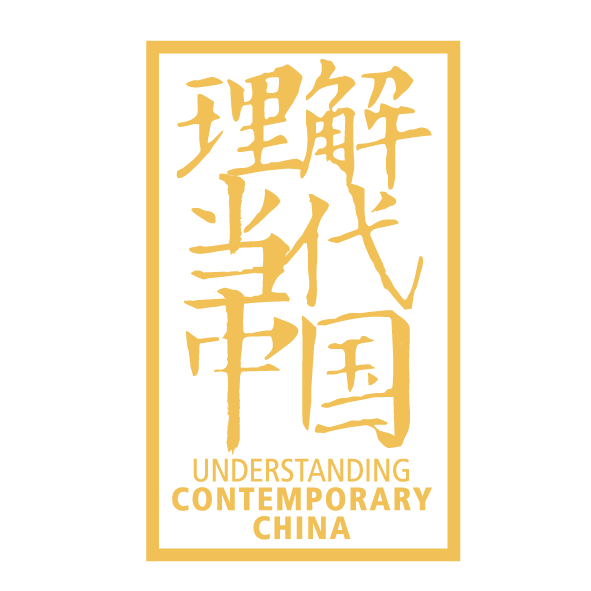 理解
当代
中国
UNDERSTANDING
CONTEMPORARY
CHINA